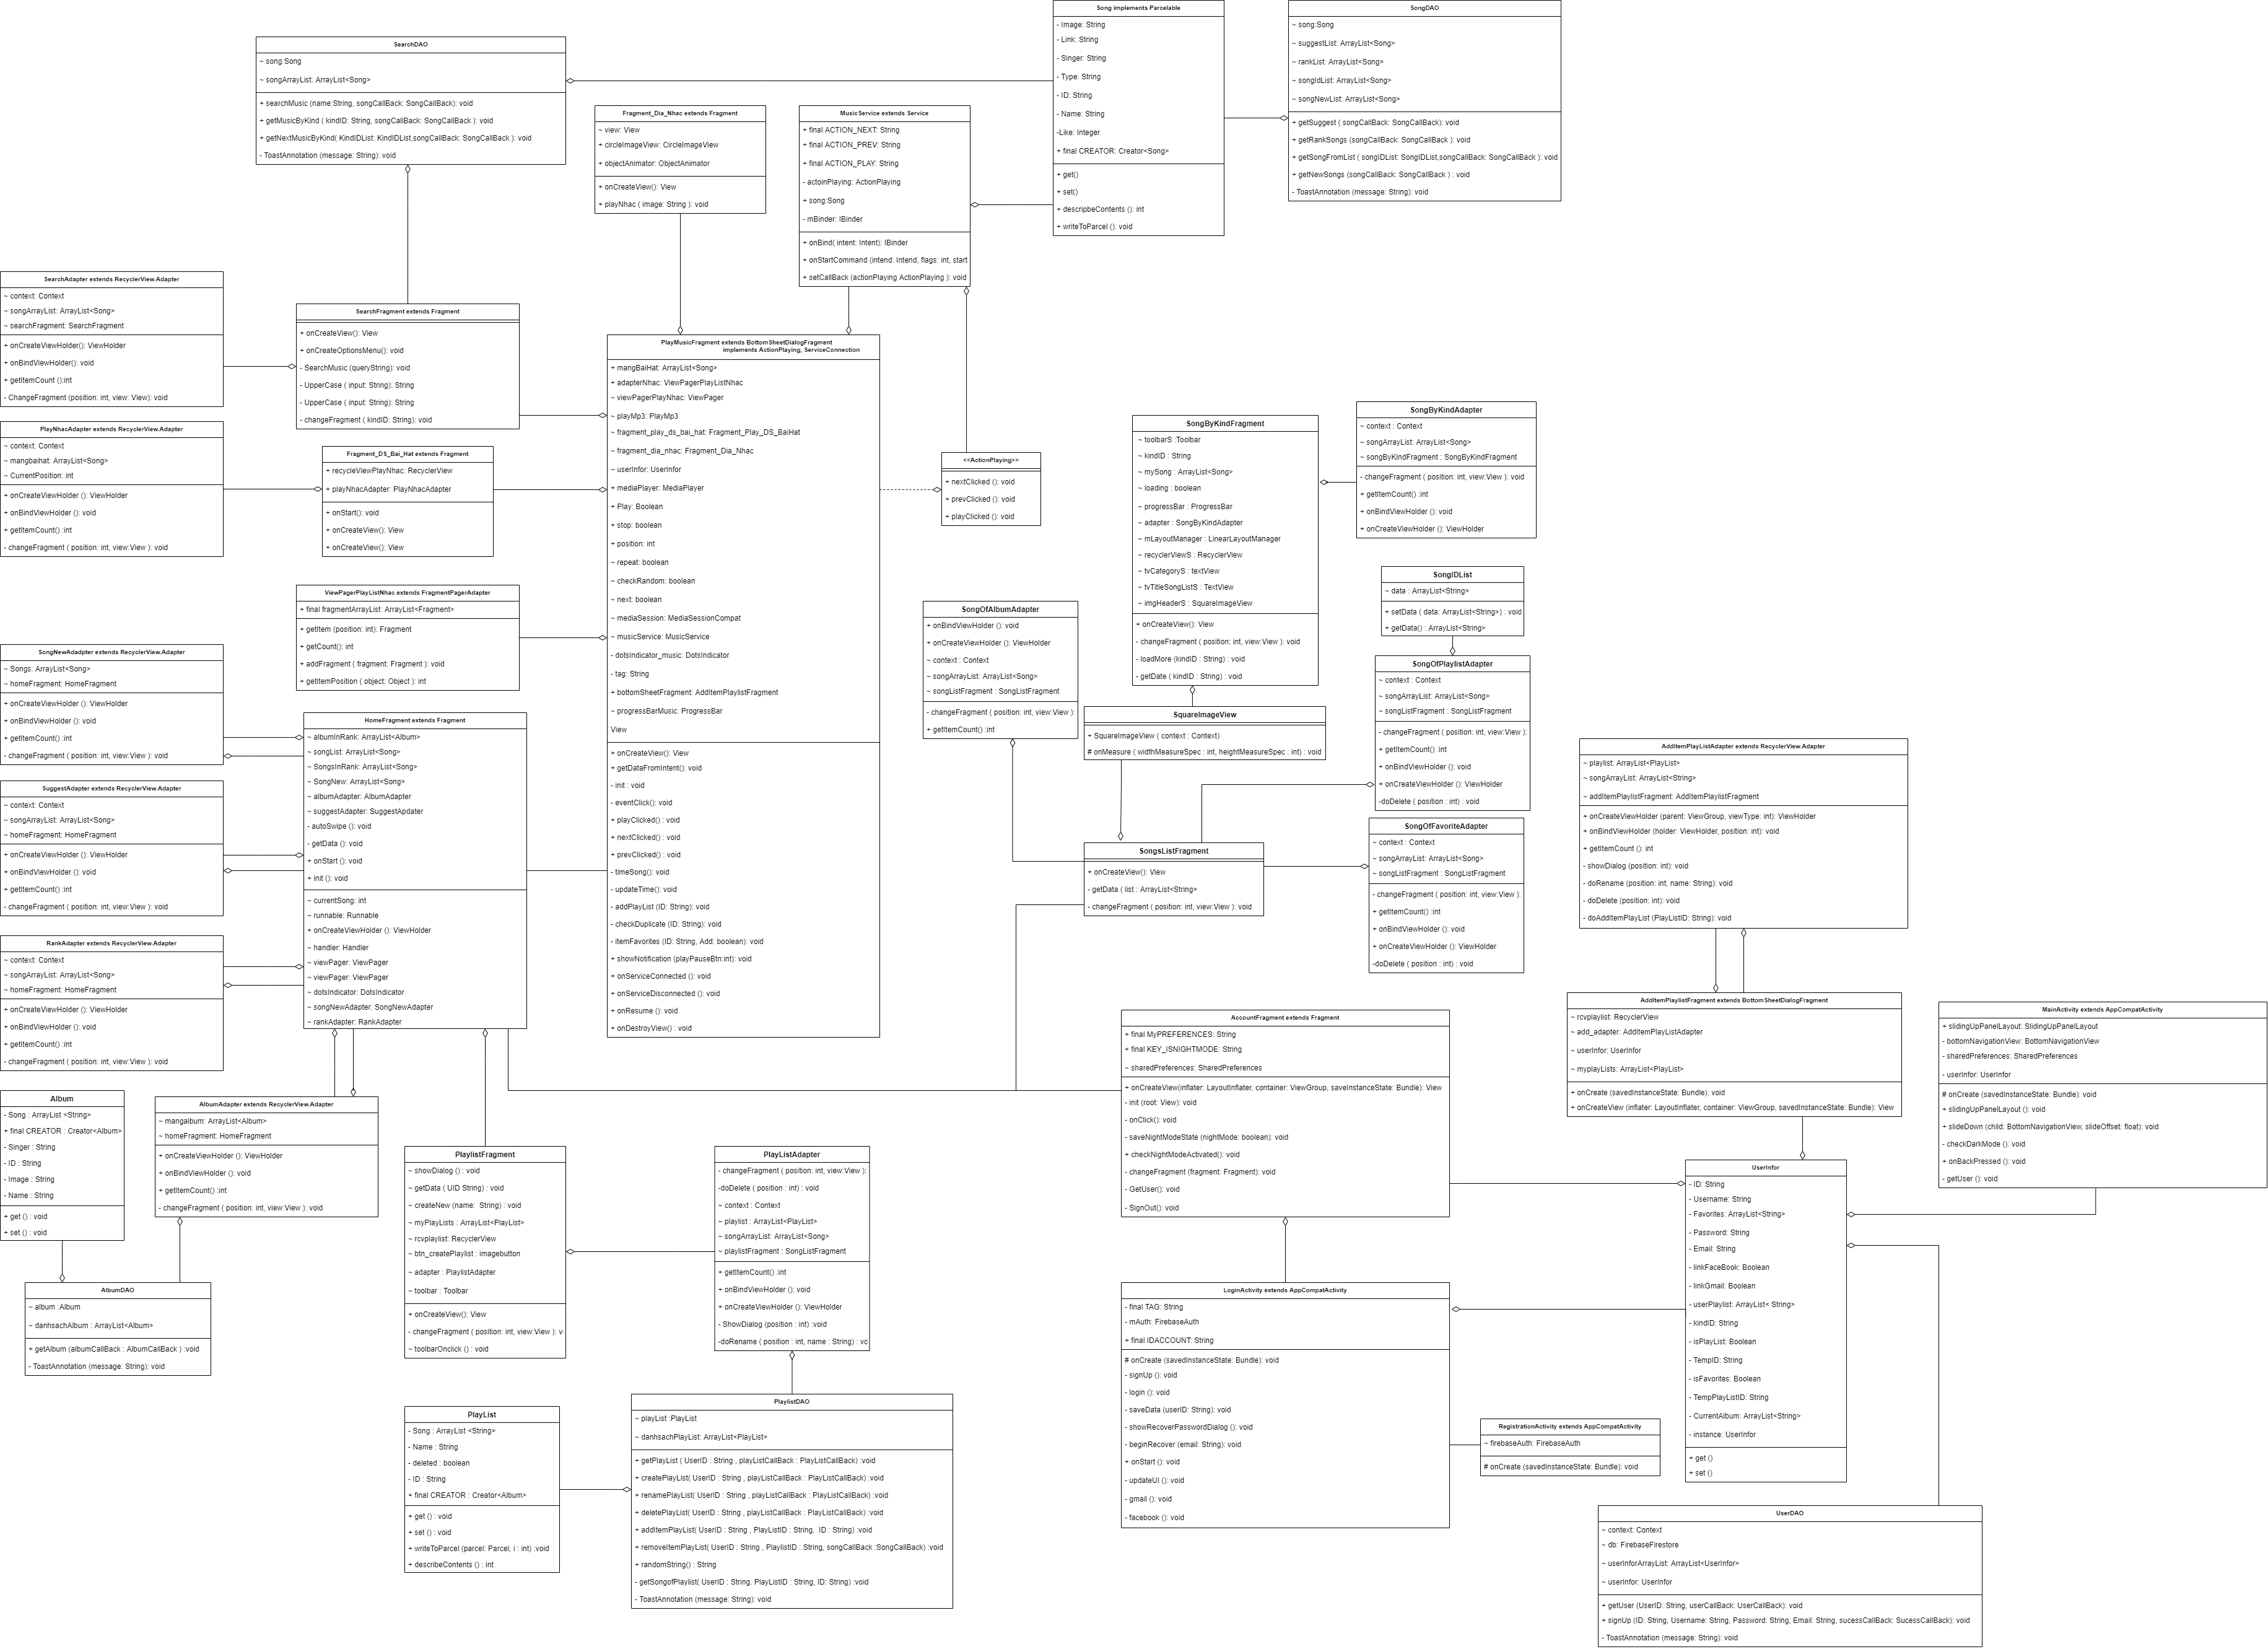 Song implements Parcelable
- Image: String
- Link: String
- Singer: String
- Type: String
- ID: String
- Name: String
-Like: Integer
+ final CREATOR: Creator<Song>
+ get()
+ set()
+ descripbeContents (): int
+ writeToParcel (): void
SongDAO
~ song:Song
~ suggestList: ArrayList<Song>
~ rankList: ArrayList<Song>
~ songIdList: ArrayList<Song>
~ songNewList: ArrayList<Song>
+ getSuggest ( songCallBack: SongCallBack): void
+ getRankSongs (songCallBack: SongCallBack ): void
+ getSongFromList ( songIDList: SongIDList,songCallBack: SongCallBack ): void
+ getNewSongs (songCallBack: SongCallBack ) : void
- ToastAnnotation (message: String): void
SearchDAO
~ song:Song
~ songArrayList: ArrayList<Song>
+ searchMusic (name:String, songCallBack: SongCallBack): void
+ getMusicByKind ( kindID: String, songCallBack: SongCallBack ): void
+ getNextMusicByKind( KindIDList: KindIDList,songCallBack: SongCallBack ): void
- ToastAnnotation (message: String): void
Fragment_Dia_Nhac extends Fragment
~ view: View
+ circleImageView: CircleImageView
+ objectAnimator: ObjectAnimator
+ onCreateView(): View
+ playNhac ( image: String ): void
MusicService extends Service
+ final ACTION_NEXT: String
+ final ACTION_PREV: String
+ final ACTION_PLAY: String
- actoinPlaying: ActionPlaying
+ song:Song
- mBinder: IBinder
+ onBind( intent: Intent): IBinder
+ onStartCommand (intend: Intend, flags: int, start
+ setCallBack (actionPlaying ActionPlaying ): void
SearchAdapter extends RecyclerView.Adapter
~ context: Context
~ songArrayList: ArrayList<Song>
~ searchFragment: SearchFragment
+ onCreateViewHolder(): ViewHolder
+ onBindViewHolder(): void
+ getItemCount ():int
- ChangeFragment (position: int, view: View): void
SearchFragment extends Fragment
+ onCreateView(): View
+ onCreateOptionsMenu(): void
- SearchMusic (queryString): void
- UpperCase ( input: String): String
- UpperCase ( input: String): String
- changeFragment ( kindID: String): void
PlayNhacAdapter extends RecyclerView.Adapter
~ context: Context
~ mangbaihat: ArrayList<Song>
~ CurrentPosition: int
+ onCreateViewHolder (): ViewHolder
+ onBindViewHolder (): void
+ getItemCount() :int
- changeFragment ( position: int, view:View ): void
Fragment_DS_Bai_Hat extends Fragment
+ recycleViewPlayNhac: RecyclerView
+ playNhacAdapter: PlayNhacAdapter
+ onStart(): void
+ onCreateView(): View
+ onCreateView(): View
ViewPagerPlayListNhac extends FragmentPagerAdapter
+ final fragmentArrayList: ArrayList<Fragment>
+ getItem (position: int): Fragment
+ getCount(): int
+ addFragment ( fragment: Fragment ): void
+ getItemPosition ( object: Object ): int
PlayMusicFragment extends BottomSheetDialogFragment
implements ActionPlaying, ServiceConnection
+ mangBaiHat: ArrayList<Song>
+ adapterNhac: ViewPagerPlayListNhac
~ viewPagerPlayNhac: ViewPager
~ playMp3: PlayMp3
~ fragment_play_ds_bai_hat: Fragment_Play_DS_BaiHat
~ fragment_dia_nhac: Fragment_Dia_Nhac
~ userInfor: UserInfor
+ mediaPlayer: MediaPlayer
+ Play: Boolean
+ stop: boolean
+ position: int
~ repeat: boolean
~ checkRandom: boolean
~ next: boolean
~ mediaSession: MediaSessionCompat
~ musicService: MusicService
- dotsIndicator_music: DotsIndicator
- tag: String
+ bottomSheetFragment: AddItemPlaylistFragment
~ progressBarMusic: ProgressBar
View
+ onCreateView(): View
+ getDataFromIntent(): void
- init : void
- eventClick(): void
+ playClicked() : void
+ nextClicked() : void
+ prevClicked() : void
- timeSong(): void
- updateTime(): void
- addPlayList (ID: String): void
- checkDuplicate (ID: String): void
- itemFavorites (ID: String, Add: boolean): void
+ showNotification (playPauseBtn:int): void
+ onServiceConnected (): void
+ onServiceDisconnected (): void
+ onResume (): void
+ onDestroyView() : void
<<ActionPlaying>>
+ nextClicked (): void
+ prevClicked (): void
+ playClicked (): void
SongByKindFragment
~ toolbarS :Toolbar
~ kindID : String
~ mySong : ArrayList<Song>
~ loading : boolean
~ progressBar : ProgressBar
~ adapter : SongByKindAdapter
~ mLayoutManager : LinearLayoutManager
~ recyclerViewS : RecyclerView
~ tvCategoryS : textView
~ tvTitleSongListS : TextView
~ imgHeaderS : SquareImageView
+ onCreateView(): View
- changeFragment ( position: int, view:View ): void
- loadMore (kindID : String) : void
- getDate ( kindID : String) : void
SongByKindAdapter
~ context : Context
~ songArrayList: ArrayList<Song>
~ songByKindFragment : SongByKindFragment
- changeFragment ( position: int, view:View ): void
+ getItemCount() :int
+ onBindViewHolder (): void
+ onCreateViewHolder (): ViewHolder
SongIDList
~ data : ArrayList<String>
+ setData ( data: ArrayList<String>) : void
+ getData() : ArrayList<String>
SongOfAlbumAdapter
+ onBindViewHolder (): void
+ onCreateViewHolder (): ViewHolder
~ context : Context
~ songArrayList: ArrayList<Song>
~ songListFragment : SongListFragment
- changeFragment ( position: int, view:View ):
+ getItemCount() :int
SongOfPlaylistAdapter
~ context : Context
~ songArrayList: ArrayList<Song>
~ songListFragment : SongListFragment
- changeFragment ( position: int, view:View ):
+ getItemCount() :int
+ onBindViewHolder (): void
+ onCreateViewHolder (): ViewHolder
-doDelete ( position : int) : void
SquareImageView
+ SquareImageView ( context : Context)
# onMeasure ( widthMeasureSpec : int, heightMeasureSpec : int) : void
SongOfFavoriteAdapter
~ context : Context
~ songArrayList: ArrayList<Song>
~ songListFragment : SongListFragment
- changeFragment ( position: int, view:View ):
+ getItemCount() :int
+ onBindViewHolder (): void
+ onCreateViewHolder (): ViewHolder
-doDelete ( position : int) : void
SongsListFragment
+ onCreateView(): View
- getData ( list : ArrayList<String>
- changeFragment ( position: int, view:View ): void
SongNewAdadpter extends RecyclerView.Adapter
~ Songs: ArrayList<Song>
~ homeFragment: HomeFragment
+ onCreateViewHolder (): ViewHolder
+ onBindViewHolder (): void
+ getItemCount() :int
- changeFragment ( position: int, view:View ): void
SuggestAdapter extends RecyclerView.Adapter
~ context: Context
~ songArrayList: ArrayList<Song>
~ homeFragment: HomeFragment
+ onCreateViewHolder (): ViewHolder
+ onBindViewHolder (): void
+ getItemCount() :int
- changeFragment ( position: int, view:View ): void
RankAdapter extends RecyclerView.Adapter
~ context: Context
~ songArrayList: ArrayList<Song>
~ homeFragment: HomeFragment
+ onCreateViewHolder (): ViewHolder
+ onBindViewHolder (): void
+ getItemCount() :int
- changeFragment ( position: int, view:View ): void
HomeFragment extends Fragment
~ albumInRank: ArrayList<Album>
~ songList: ArrayList<Song>
~ SongsInRank: ArrayList<Song>
~ SongNew: ArrayList<Song>
~ albumAdapter: AlbumAdapter
~ suggestAdapter: SuggestApdater
- autoSwipe (): void
- getData (): void
+ onStart (): void
+ init (): void
~ currentSong: int
~ runnable: Runnable
+ onCreateViewHolder (): ViewHolder
~ handler: Handler
~ viewPager: ViewPager
~ viewPager: ViewPager
~ dotsIndicator: DotsIndicator
~ songNewAdapter: SongNewAdapter
~ rankAdapter: RankAdapter
AddItemPlayListAdapter extends RecyclerView.Adapter
~ playlist: ArrayList<PlayList>
~ songArrayList: ArrayList<String>
~ addItemPlaylistFragment: AddItemPlaylistFragment
+ onCreateViewHolder (parent: ViewGroup, viewType: int): ViewHolder
+ onBindViewHolder (holder: ViewHolder, position: int): void
+ getItemCount (): int
- showDialog (position: int): void
- doRename (position: int, name: String): void
- doDelete (position: int): void
- doAddItemPlayList (PlayListID: String): void
AddItemPlaylistFragment extends BottomSheetDialogFragment
~ rcvplaylist: RecyclerView
~ add_adapter: AddItemPlayListAdapter
~ userInfor: UserInfor
~ myplayLists: ArrayList<PlayList>
+ onCreate (savedInstanceState: Bundle): void
+ onCreateView (inflater: LayoutInflater, container: ViewGroup, savedInstanceState: Bundle): View
MainActivity extends AppCompatActivity
+ slidingUpPanelLayout: SlidingUpPanelLayout
- bottomNavigationView: BottomNavigationView
- sharedPreferences: SharedPreferences
- userInfor: UserInfor
# onCreate (savedInstanceState: Bundle): void
+ slidingUpPanelLayout (): void
+ slideDown (child: BottomNavigationView, slideOffset: float): void
- checkDarkMode (): void
+ onBackPressed (): void
- getUser (): void
AccountFragment extends Fragment
+ final MyPREFERENCES: String
+ final KEY_ISNIGHTMODE: String
~ sharedPreferences: SharedPreferences
+ onCreateView(inflater: LayoutInflater, container: ViewGroup, saveInstanceState: Bundle): View
- init (root: View): void
- onClick(): void
- saveNightModeState (nightMode: boolean): void
+ checkNightModeActivated(): void
- changeFragment (fragment: Fragment): void
- GetUser(): void
- SignOut(): void
Album
- Song : ArrayList <String>
+ final CREATOR : Creator<Album>
- Singer : String
- ID : String
- Image : String
- Name : String
+ get () : void
+ set () : void
AlbumAdapter extends RecyclerView.Adapter
~ mangalbum: ArrayList<Album>
~ homeFragment: HomeFragment
+ onCreateViewHolder (): ViewHolder
+ onBindViewHolder (): void
+ getItemCount() :int
- changeFragment ( position: int, view:View ): void
AlbumDAO
~ album :Album
~ danhsachAlbum : ArrayList<Album>
+ getAlbum (albumCallBack : AlbumCallBack ) :void
- ToastAnnotation (message: String): void
PlaylistFragment
~ showDialog () : void
~ getData ( UID String) : void
~ createNew (name: String) : void
~ myPlayLists : ArrayList<PlayList>
~ rcvplaylist: RecyclerView
~ btn_createPlaylist : imagebutton
~ adapter : PlaylistAdapter
~ toolbar : Toolbar
+ onCreateView(): View
- changeFragment ( position: int, view:View ): v
~ toolbarOnclick () : void
PlayListAdapter
- changeFragment ( position: int, view:View ):
-doDelete ( position : int) : void
~ context : Context
~ playlist : ArrayList<PlayList>
~ songArrayList: ArrayList<Song>
~ playlistFragment : SongListFragment
+ getItemCount() :int
+ onBindViewHolder (): void
+ onCreateViewHolder (): ViewHolder
- ShowDialog (position : int) :void
-doRename ( position : int, name : String) : vo
PlayList
- Song : ArrayList <String>
- Name : String
- deleted : boolean
- ID : String
+ final CREATOR : Creator<Album>
+ get () : void
+ set () : void
+ writeToParcel (parcel: Parcel, i : int) :void
+ describeContents () : int
PlaylistDAO
~ playList :PlayList
~ danhsachPlayList: ArrayList<PlayList>
+ getPlayList ( UserID : String , playListCallBack : PlayListCallBack) :void
+ createPlayList( UserID : String , playListCallBack : PlayListCallBack) :void
+ renamePlayList( UserID : String , playListCallBack : PlayListCallBack) :void
+ deletePlayList( UserID : String , playListCallBack : PlayListCallBack) :void
+ addItemPlayList( UserID : String , PlayListID : String, ID : String) :void
+ removeItemPlayList( UserID : String , PlaylistID : String, songCallBack :SongCallBack) :void
+ randomString() : String
- getSongofPlaylist( UserID : String. PlayListID : String, ID: String) :void
- ToastAnnotation (message: String): void
LoginActivity extends AppCompatActivity
- final TAG: String
- mAuth: FirebaseAuth
+ final IDACCOUNT: String
# onCreate (savedInstanceState: Bundle): void
- signUp (): void
- login (): void
- saveData (userID: String): void
- showRecoverPasswordDialog (): void
- beginRecover (email: String): void
+ onStart (): void
- updateUI (): void
- gmail (): void
- facebook (): void
RegistrationActivity extends AppCompatActivity
~ firebaseAuth: FirebaseAuth
# onCreate (savedInstanceState: Bundle): void
UserInfor
- ID: String
- Username: String
- Favorites: ArrayList<String>
- Password: String
- Email: String
- linkFaceBook: Boolean
- linkGmail: Boolean
- userPlaylist: ArrayList< String>
- kindID: String
- isPlayList: Boolean
- TempID: String
- isFavorites: Boolean
- TempPlayListID: String
- CurrentAlbum: ArrayList<String>
- instance: UserInfor
+ get ()
+ set ()
UserDAO
~ context: Context
~ db: FirebaseFirestore
~ userInforArrayList: ArrayList<UserInfor>
~ userInfor: UserInfor
+ getUser (UserID: String, userCallBack: UserCallBack): void
+ signUp (ID: String, Username: String, Password: String, Email: String, sucessCallBack: SucessCallBack): void
- ToastAnnotation (message: String): void